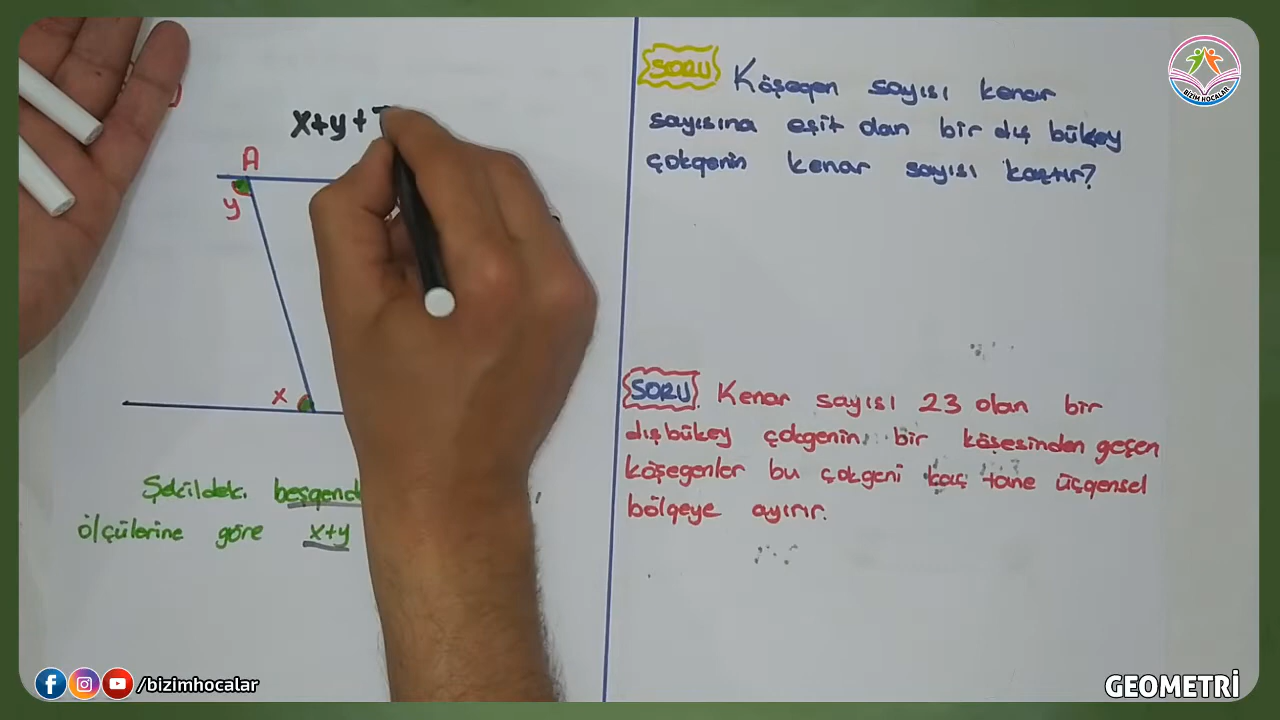 x+y+
A
y
x
Şekildeki
ölçülerine göre x+y
SORU Köşegen sayısı kenar
sayısına eşit olan bir dış bükey
çokgenin kenar sayısı kaçtır?
SORU. Kenar sayısı 23 olan bir
dışbükey çokgenin bir köşesinden geçen
köşegenler bu çokgeni kaç tane üçgensel
bölgeye ayırır.
BİZİM HOCALAR
/bizimhocalar
GEOMETRİ